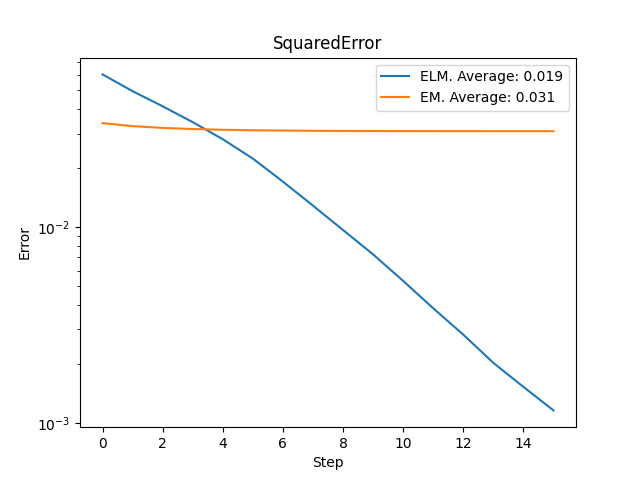 SquaredError
ELM. Average: 0.019
EM. Average: 0.031
Error
10⁻²
10⁻³
0 2 4 6 8 10 12 14
Step